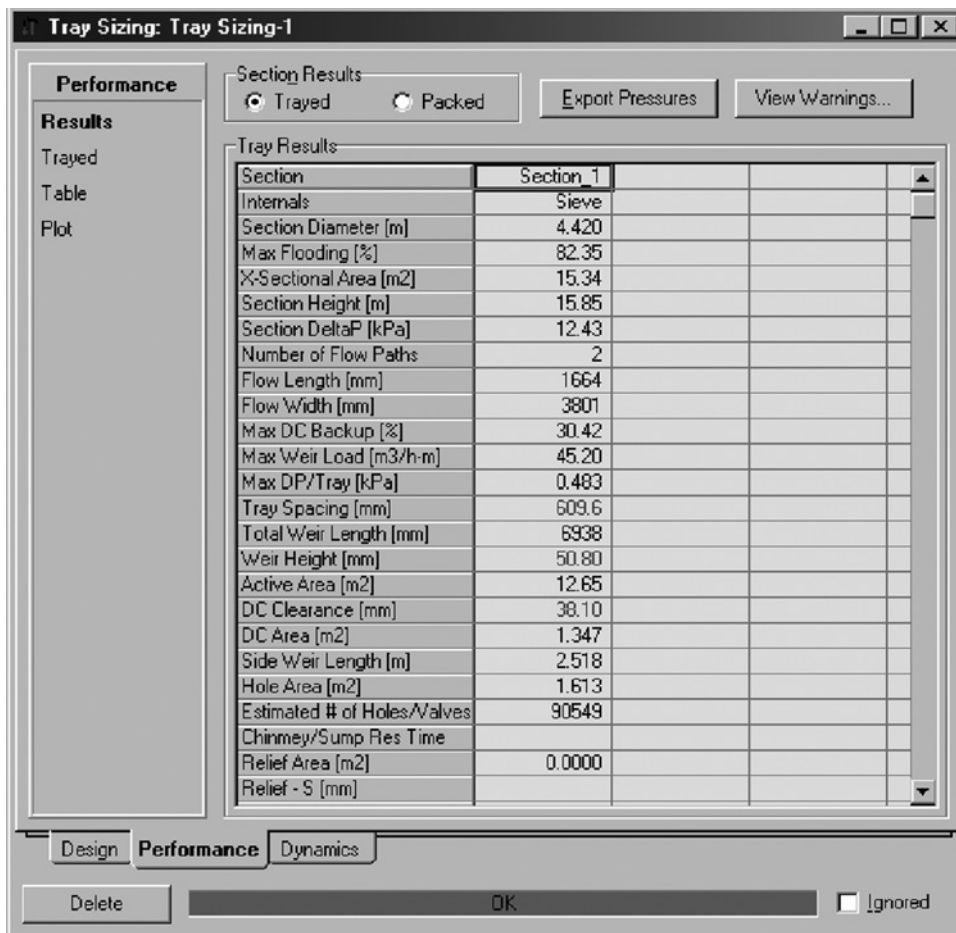 Tray Sizing: Tray Sizing-1
Performance
Results
Trayed
Table
Plot
Section Results
Trayed Packed
Export Pressures
View Warnings...
Tray Results
Section Section_1
Internals Sieve
Section Diameter [m] 4.420
Max Flooding [%] 82.35
X-Sectional Area [m2] 15.34
Section Height [m] 15.85
Section DeltaP [kPa] 12.43
Number of Flow Paths 2
Flow Length [mm] 1664
Flow Width [mm] 3801
Max DC Backup [%] 30.42
Max Weir Load [m3/h-m] 45.20
Max DP/Tray [kPa] 0.483
Tray Spacing [mm] 609.6
Total Weir Length [mm] 6938
Weir Height [mm] 50.80
Active Area [m2] 12.65
DC Clearance [mm] 38.10
DC Area [m2] 1.347
Side Weir Length [m] 2.518
Hole Area [m2] 1.613
Estimated # of Holes/Valves 90549
Chinmey/Sump Res Time
Relief Area [m2] 0.0000
Relief - S [mm]
Design Performance Dynamics
Delete OK Ignored